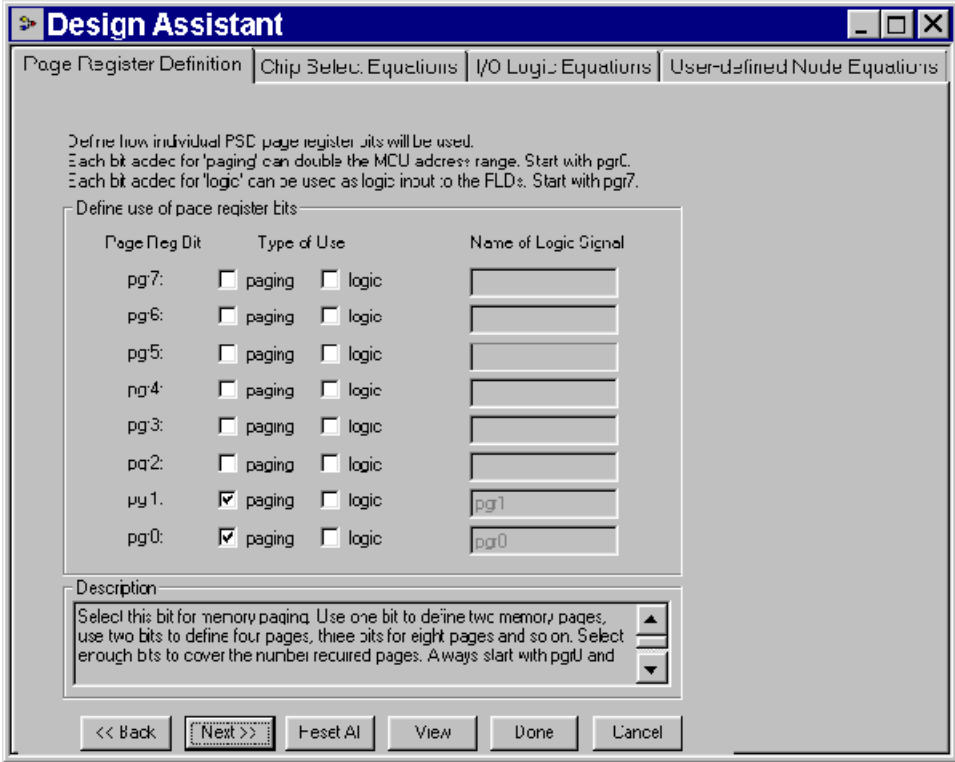 Design Assistant
Page Register Definition Chip Select Equations I/O Logic Equations User-defined Node Equations
Define how individual PSD page register bits will be used.
Each bit added for 'paging' can double the MCU address range. Start with pgr0.
Each bit added for 'logic' can be used as logic input to the PLDs. Start with pgr7.
Define use of page register bits
Page Reg Bit Type of Use Name of Logic Signal
pgr7: paging logic
pgr6: paging logic
pgr5: paging logic
pgr4: paging logic
pgr3: paging logic
pgr2: paging logic
pgr1: paging logic pgr1
pgr0: paging logic pgr0
Description
Select this bit for memory paging. Use one bit to define two memory pages,
use two bits to define four pages, three bits for eight pages and so on. Select
enough bits to cover the number required pages. Always start with pgr0 and
<< Back Next >> Reset All View Done Cancel